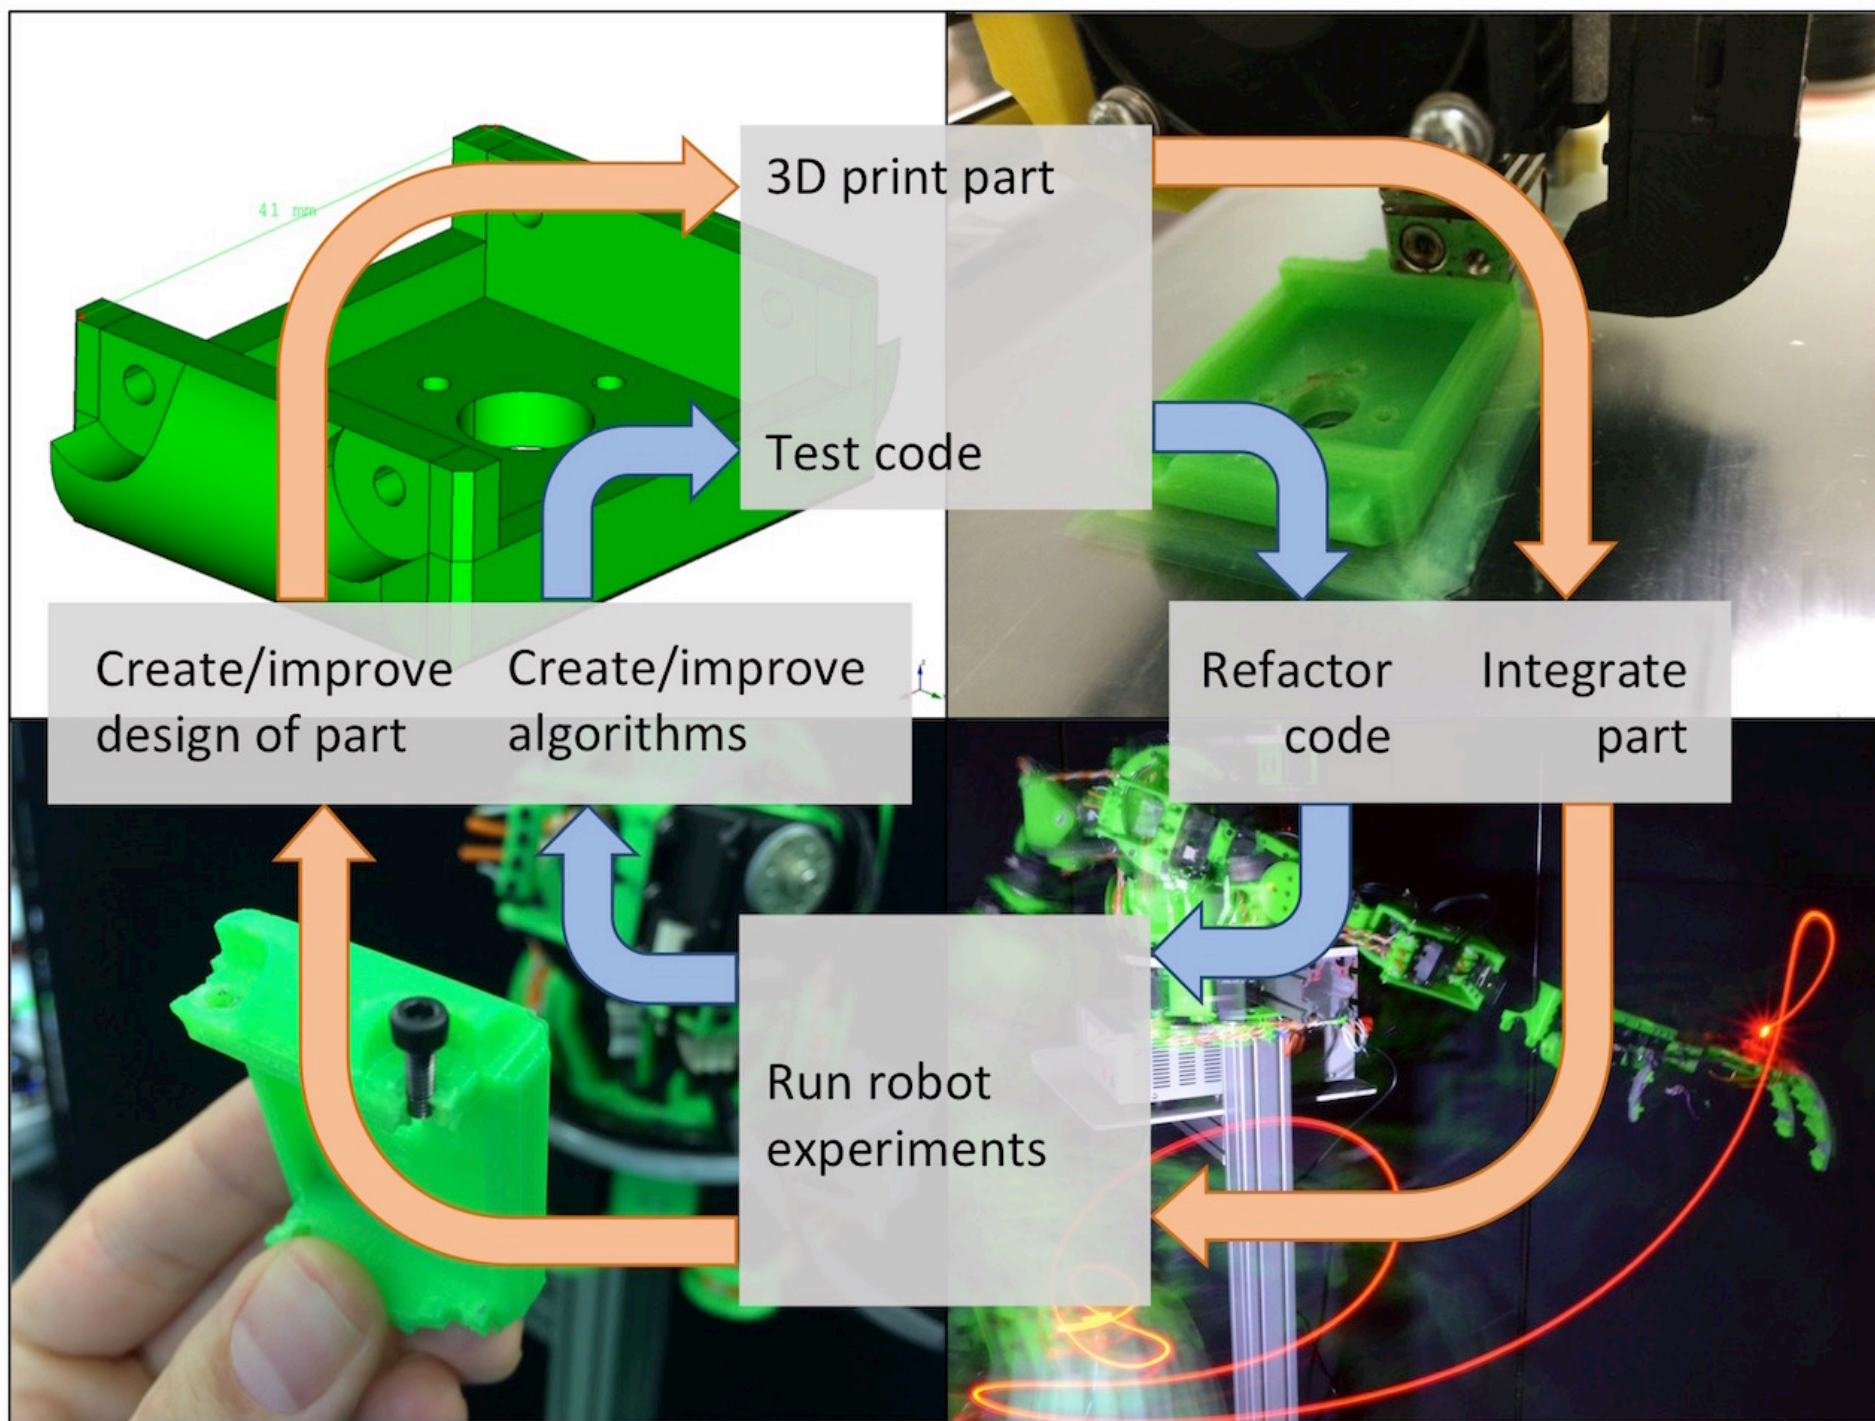 41 mm
3D print part
Test code
Create/improve
design of part
Create/improve
algorithms
Refactor
code
Integrate
part
Run robot
experiments